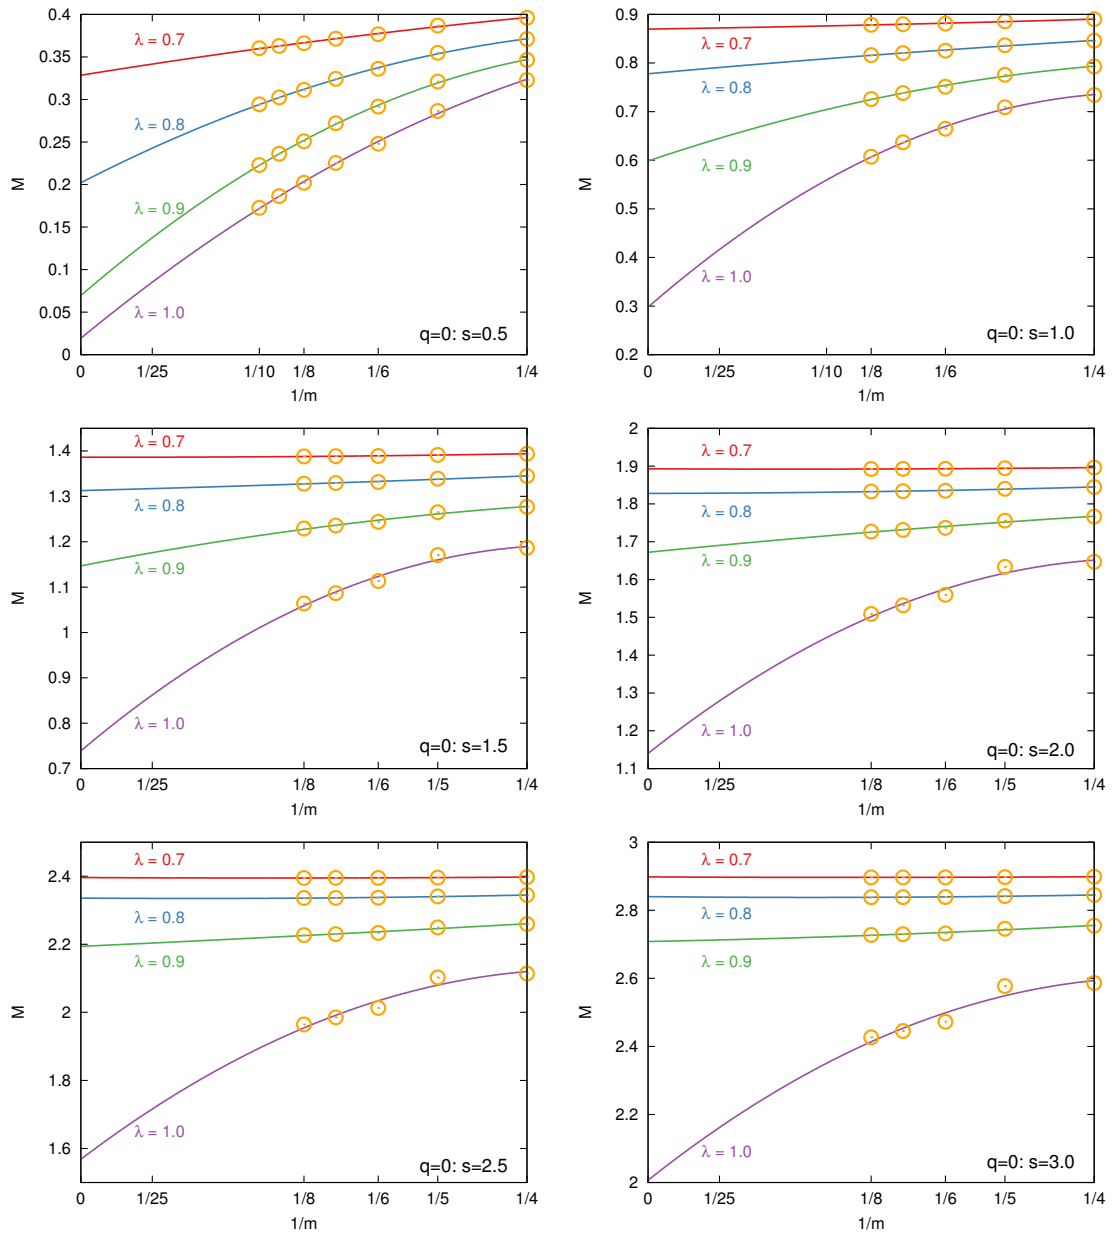 0.4
0.35
0.3
0.25
0.2
0.15
0.1
0.05
0
M
λ = 0.7
λ = 0.8
λ = 0.9
λ = 1.0
q=0: s=0.5
0 1/25 1/10 1/8 1/6 1/4
1/m
0.9
0.8
0.7
0.6
0.5
0.4
0.3
0.2
M
λ = 0.7
λ = 0.8
λ = 0.9
λ = 1.0
q=0: s=1.0
0 1/25 1/10 1/8 1/6 1/4
1/m
1.4
1.3
1.2
1.1
1
0.9
0.8
0.7
M
λ = 0.7
λ = 0.8
λ = 0.9
λ = 1.0
q=0: s=1.5
0 1/25 1/8 1/6 1/5 1/4
1/m
2
1.9
1.8
1.7
1.6
1.5
1.4
1.3
1.2
1.1
M
λ = 0.7
λ = 0.8
λ = 0.9
λ = 1.0
q=0: s=2.0
0 1/25 1/8 1/6 1/5 1/4
1/m
2.4
2.2
2
1.8
1.6
M
λ = 0.7
λ = 0.8
λ = 0.9
λ = 1.0
q=0: s=2.5
0 1/25 1/8 1/6 1/5 1/4
1/m
3
2.8
2.6
2.4
2.2
2
M
λ = 0.7
λ = 0.8
λ = 0.9
λ = 1.0
q=0: s=3.0
0 1/25 1/8 1/6 1/5 1/4
1/m